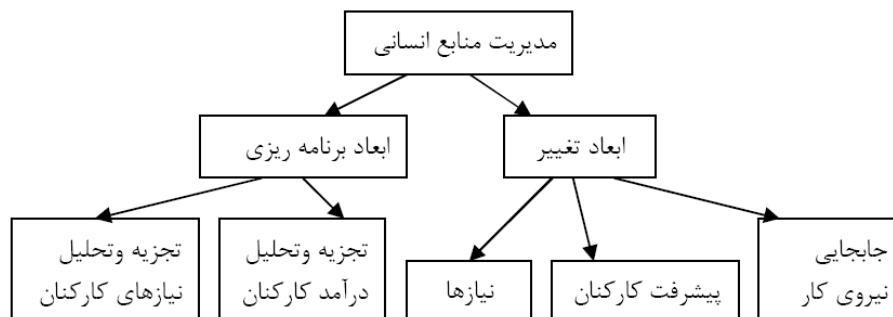 مدیریت منابع انسانی
ابعاد تغییر
ابعاد برنامه ریزی
جابجایی
نیروی کار
پیشرفت کارکنان
نیازها
تجزیه وتحلیل
درآمد کارکنان
تجزیه وتحلیل
نیازهای کارکنان